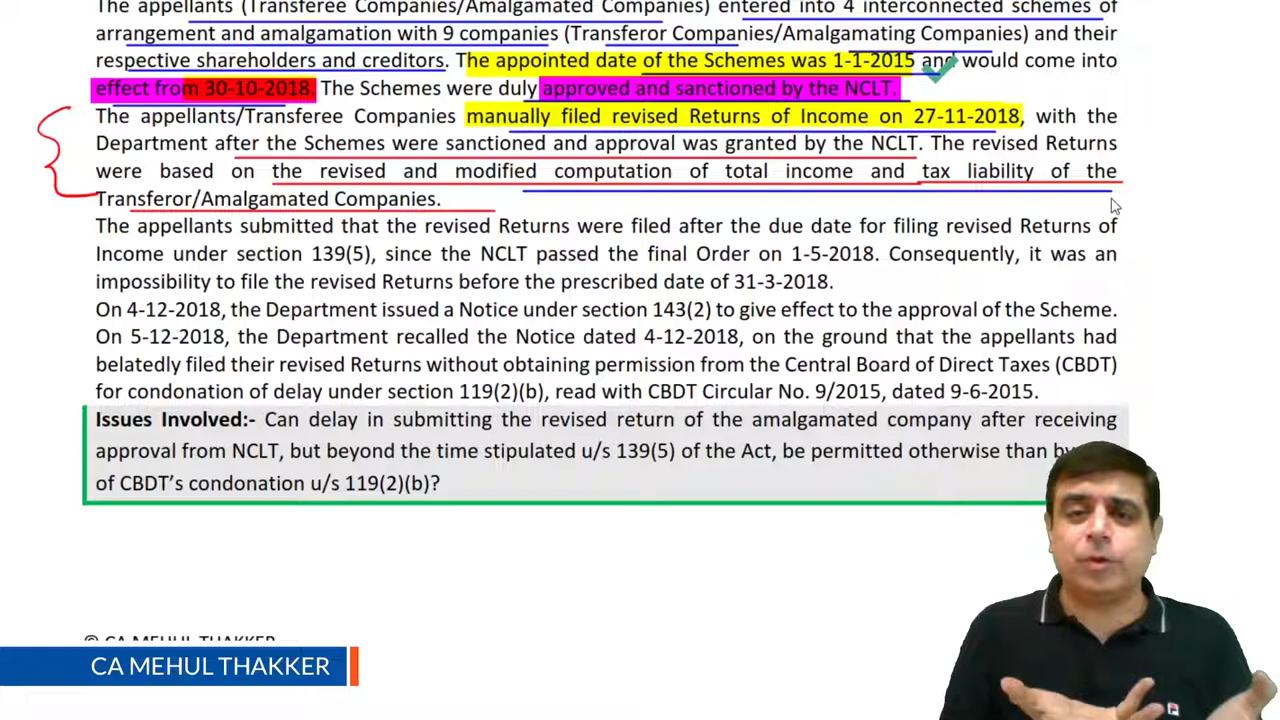 The appellants (Transferee Companies/Amalgamated Companies) entered into 4 interconnected schemes of
arrangement and amalgamation with 9 companies (Transferor Companies/Amalgamating Companies) and their
respective shareholders and creditors. The appointed date of the Schemes was 1-1-2015 and would come into
effect from 30-10-2018. The Schemes were duly approved and sanctioned by the NCLT.
The appellants/Transferee Companies manually filed revised Returns of Income on 27-11-2018, with the
Department after the Schemes were sanctioned and approval was granted by the NCLT. The revised Returns
were based on the revised and modified computation of total income and tax liability of the
Transferor/Amalgamated Companies.
The appellants submitted that the revised Returns were filed after the due date for filing revised Returns of
Income under section 139(5), since the NCLT passed the final Order on 1-5-2018. Consequently, it was an
impossibility to file the revised Returns before the prescribed date of 31-3-2018.
On 4-12-2018, the Department issued a Notice under section 143(2) to give effect to the approval of the Scheme.
On 5-12-2018, the Department recalled the Notice dated 4-12-2018, on the ground that the appellants had
belatedly filed their revised Returns without obtaining permission from the Central Board of Direct Taxes (CBDT)
for condonation of delay under section 119(2)(b), read with CBDT Circular No. 9/2015, dated 9-6-2015.
Issues Involved:- Can delay in submitting the revised return of the amalgamated company after receiving
approval from NCLT, but beyond the time stipulated u/s 139(5) of the Act, be permitted otherwise than by
of CBDT's condonation u/s 119(2)(b)?
© CA MEHUL THAKKER
CA MEHUL THAKKER